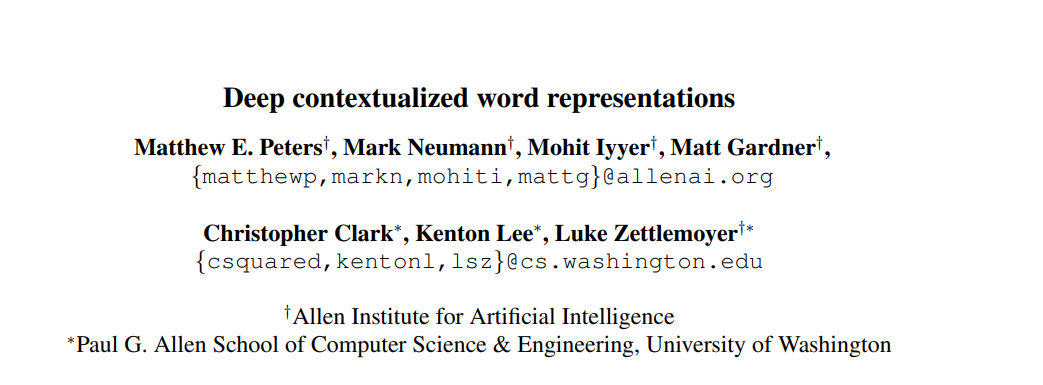 Deep contextualized word representations
Matthew E. Peters†, Mark Neumann†, Mohit Iyyer†, Matt Gardner†,
{matthewp,markn,mohiti,mattg}@allenai.org
Christopher Clark*, Kenton Lee*, Luke Zettlemoyer†*
{csquared,kentonl,lsz}@cs.washington.edu
†Allen Institute for Artificial Intelligence
*Paul G. Allen School of Computer Science & Engineering, University of Washington